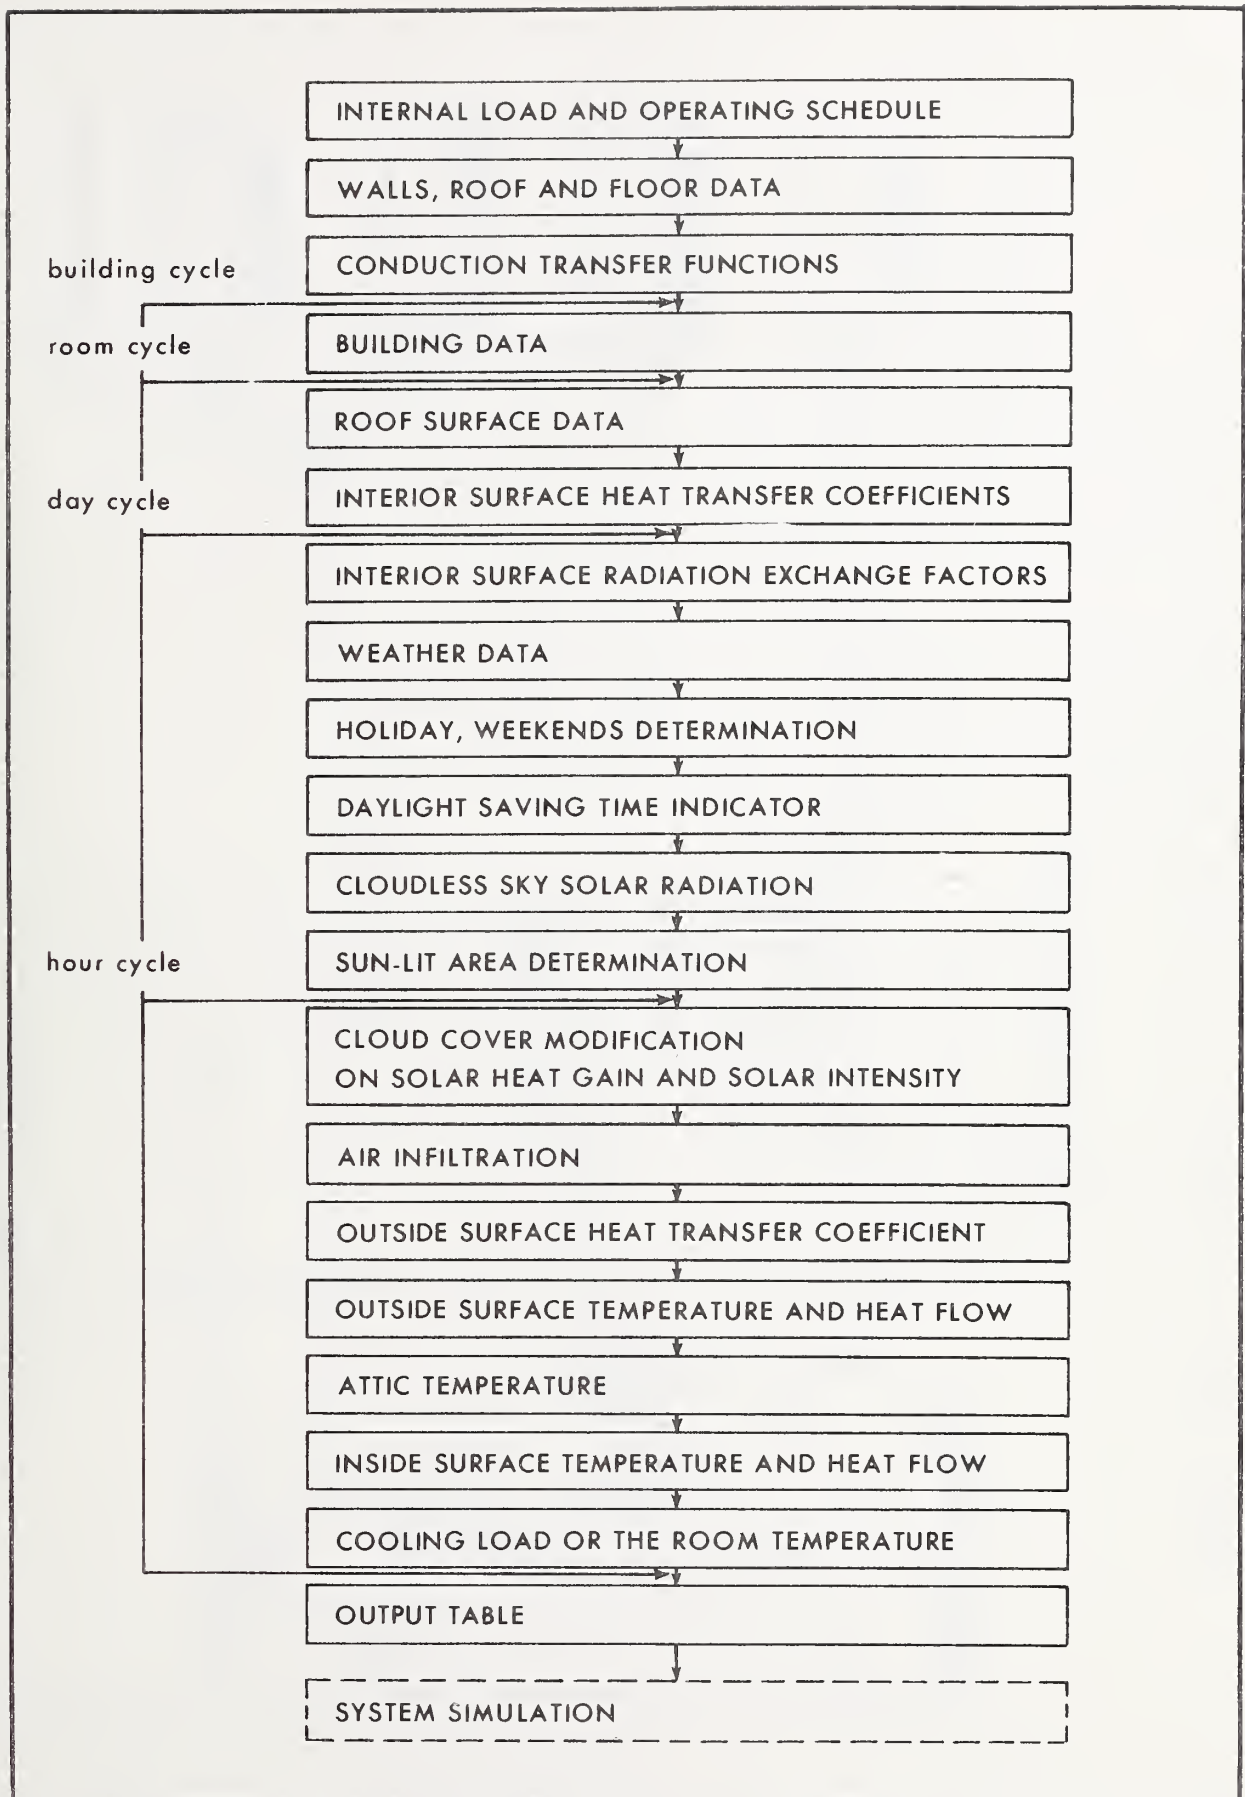 INTERNAL LOAD AND OPERATING SCHEDULE
WALLS, ROOF AND FLOOR DATA
building cycle
CONDUCTION TRANSFER FUNCTIONS
room cycle
BUILDING DATA
ROOF SURFACE DATA
day cycle
INTERIOR SURFACE HEAT TRANSFER COEFFICIENTS
INTERIOR SURFACE RADIATION EXCHANGE FACTORS
WEATHER DATA
HOLIDAY, WEEKENDS DETERMINATION
DAYLIGHT SAVING TIME INDICATOR
CLOUDLESS SKY SOLAR RADIATION
hour cycle
SUN-LIT AREA DETERMINATION
CLOUD COVER MODIFICATION
ON SOLAR HEAT GAIN AND SOLAR INTENSITY
AIR INFILTRATION
OUTSIDE SURFACE HEAT TRANSFER COEFFICIENT
OUTSIDE SURFACE TEMPERATURE AND HEAT FLOW
ATTIC TEMPERATURE
INSIDE SURFACE TEMPERATURE AND HEAT FLOW
COOLING LOAD OR THE ROOM TEMPERATURE
OUTPUT TABLE
SYSTEM SIMULATION